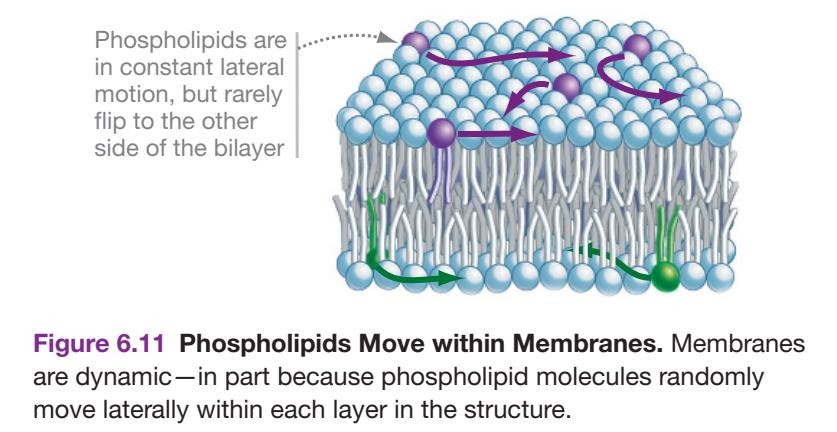 Phospholipids are
in constant lateral
motion, but rarely
flip to the other
side of the bilayer
Figure 6.11 Phospholipids Move within Membranes. Membranes
are dynamic—in part because phospholipid molecules randomly
move laterally within each layer in the structure.